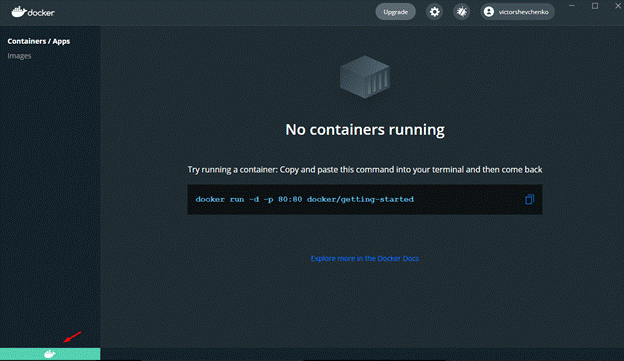 docker
Upgrade
victorshevchenko
Containers / Apps
Images
No containers running
Try running a container: Copy and paste this command into your terminal and then come back
docker run -d -p 80:80 docker/getting-started
Explore more in the Docker Docs